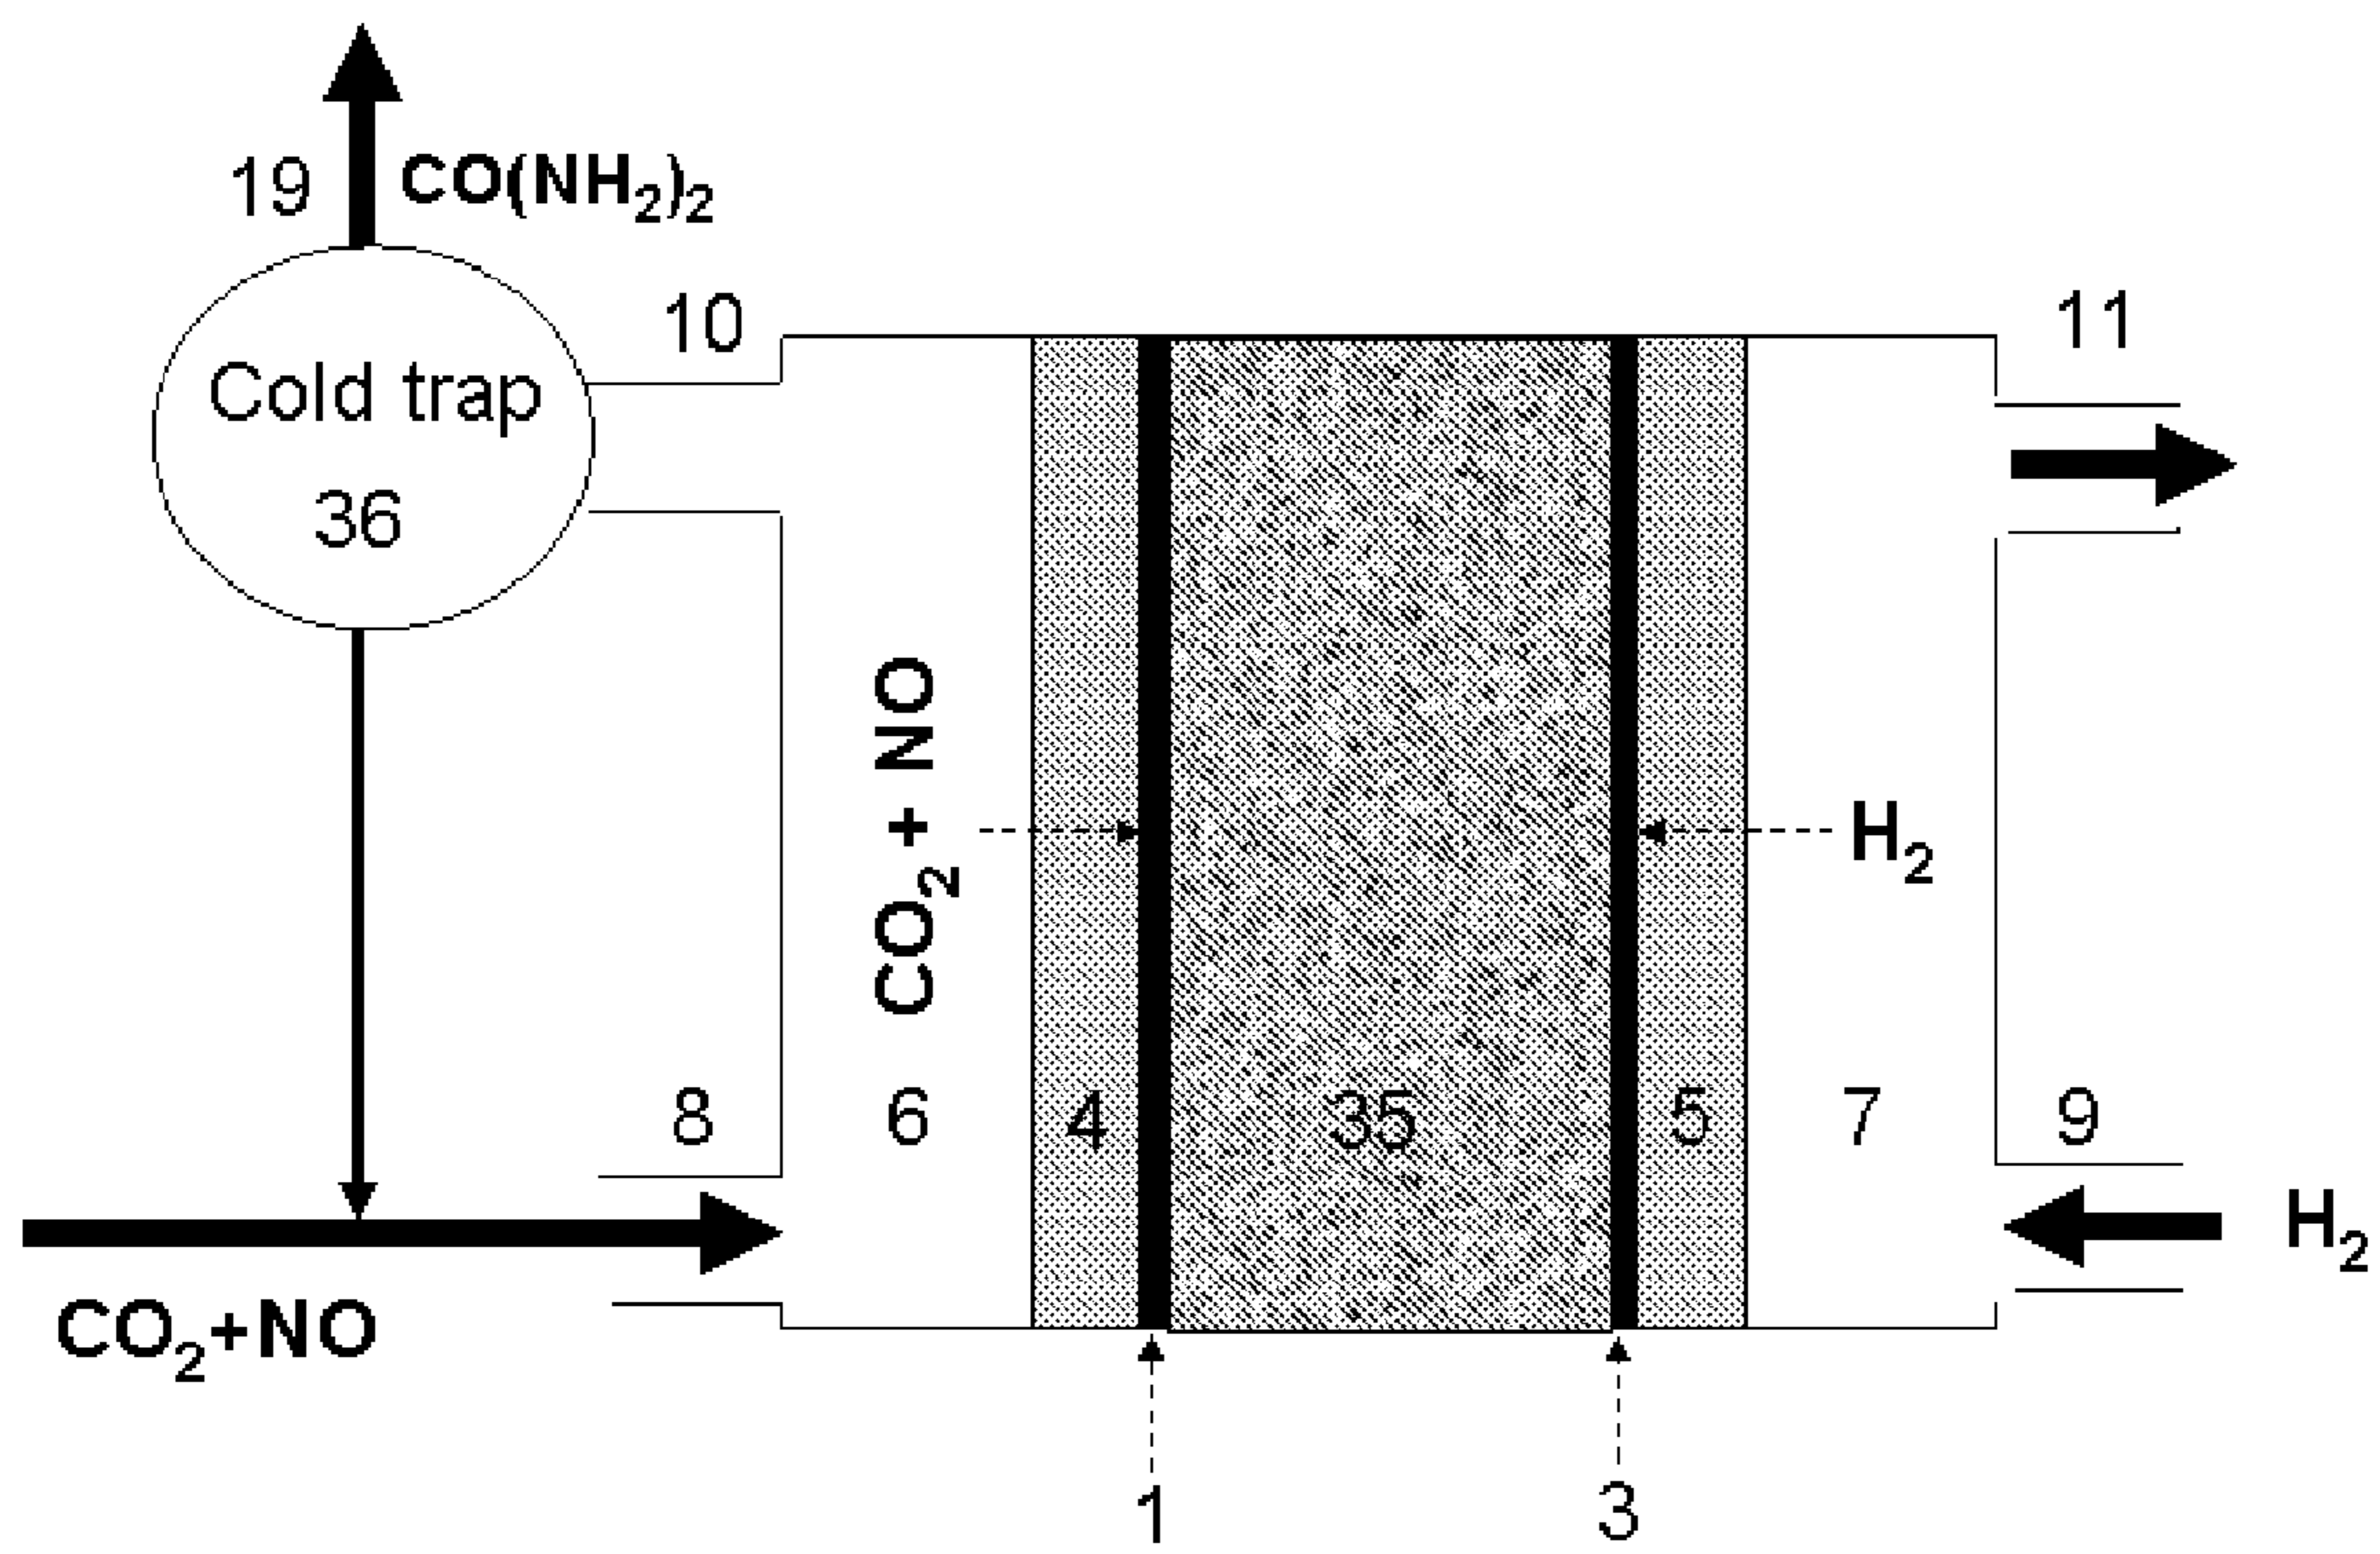 19
CO(NH₂)₂
10
11
Cold trap
36
CO₂ + NO
H₂
8
6
4
35
5
7
9
H₂
CO₂+NO
1
3